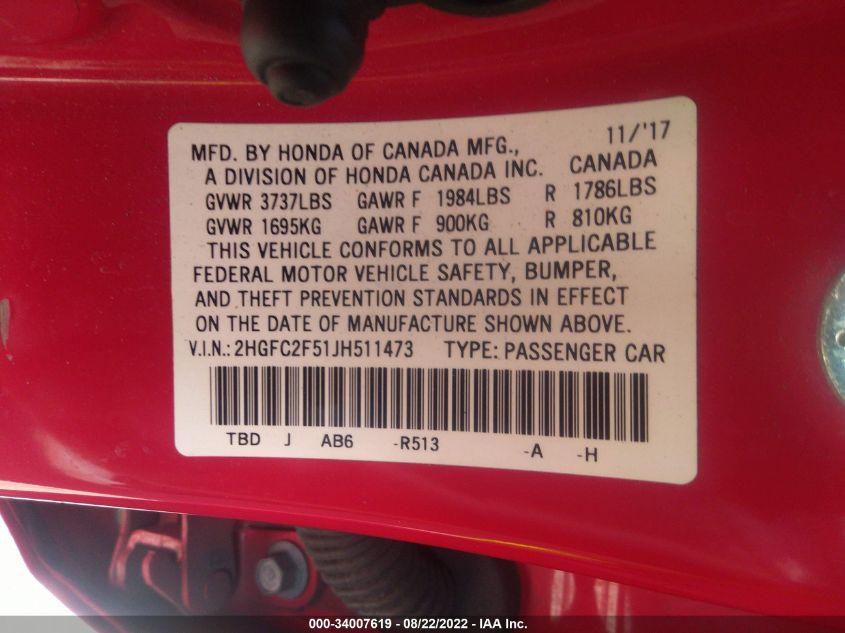 11/'17
MFD. BY HONDA OF CANADA MFG.,
A DIVISION OF HONDA CANADA INC. CANADA
GVWR 3737LBS GAWR F 1984LBS R 1786LBS
GVWR 1695KG GAWR F 900KG R 810KG
THIS VEHICLE CONFORMS TO ALL APPLICABLE
FEDERAL MOTOR VEHICLE SAFETY, BUMPER,
AND THEFT PREVENTION STANDARDS IN EFFECT
ON THE DATE OF MANUFACTURE SHOWN ABOVE.
V.I.N.: 2HGFC2F51JH511473 TYPE: PASSENGER CAR
TBD J AB6 -R513 -A -H
000-34007619 - 08/22/2022 - IAA Inc.